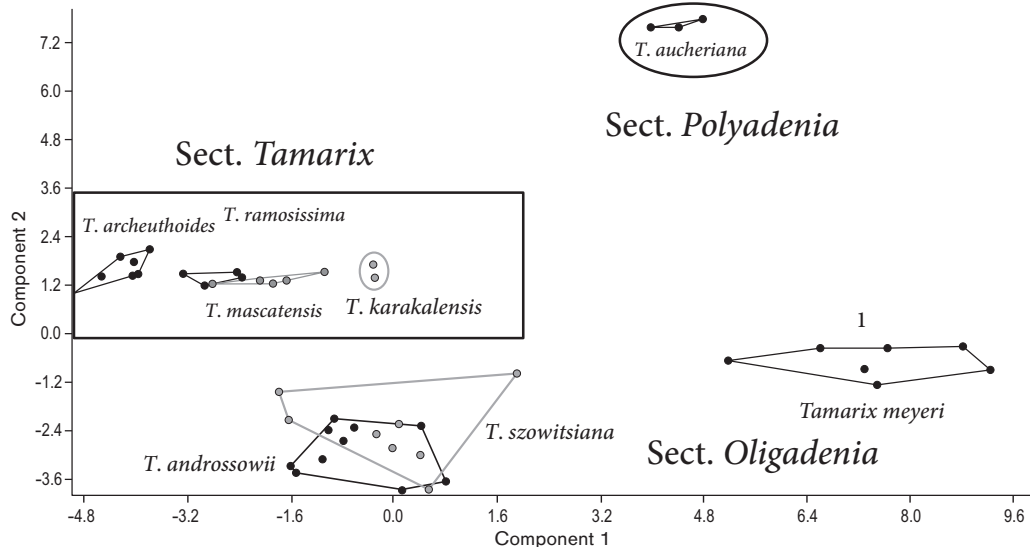 7.2
6.0
4.8
3.6
2.4
1.2
0.0
-1.2
-2.4
-3.6
Component 2
T. aucheriana
Sect. Polyadenia
Sect. Tamarix
T. ramosissima
T. archeuthoides
T. mascatensis
T. karakalensis
1
Tamarix meyeri
T. szowitsiana
T. androssowii
Sect. Oligadenia
-4.8 -3.2 -1.6 0.0 1.6 3.2 4.8 6.4 8.0 9.6
Component 1